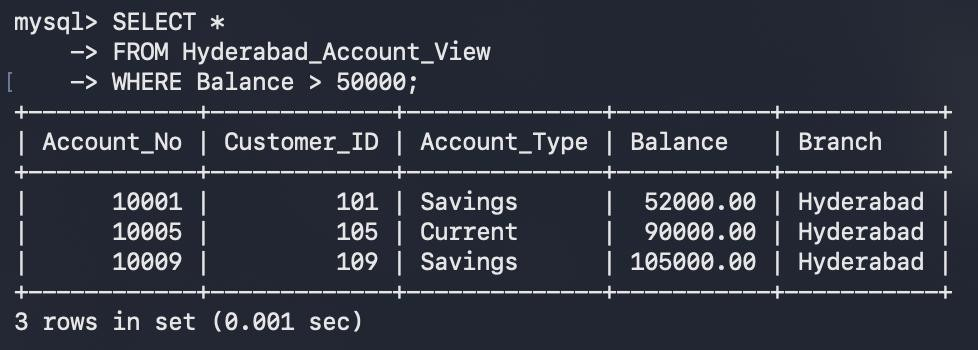 mysql> SELECT *
    -> FROM Hyderabad_Account_View
[    -> WHERE Balance > 50000;
+------------+-------------+--------------+-----------+-----------+
| Account_No | Customer_ID | Account_Type | Balance   | Branch    |
+------------+-------------+--------------+-----------+-----------+
|      10001 |         101 | Savings      |  52000.00 | Hyderabad |
|      10005 |         105 | Current      |  90000.00 | Hyderabad |
|      10009 |         109 | Savings      | 105000.00 | Hyderabad |
+------------+-------------+--------------+-----------+-----------+
3 rows in set (0.001 sec)